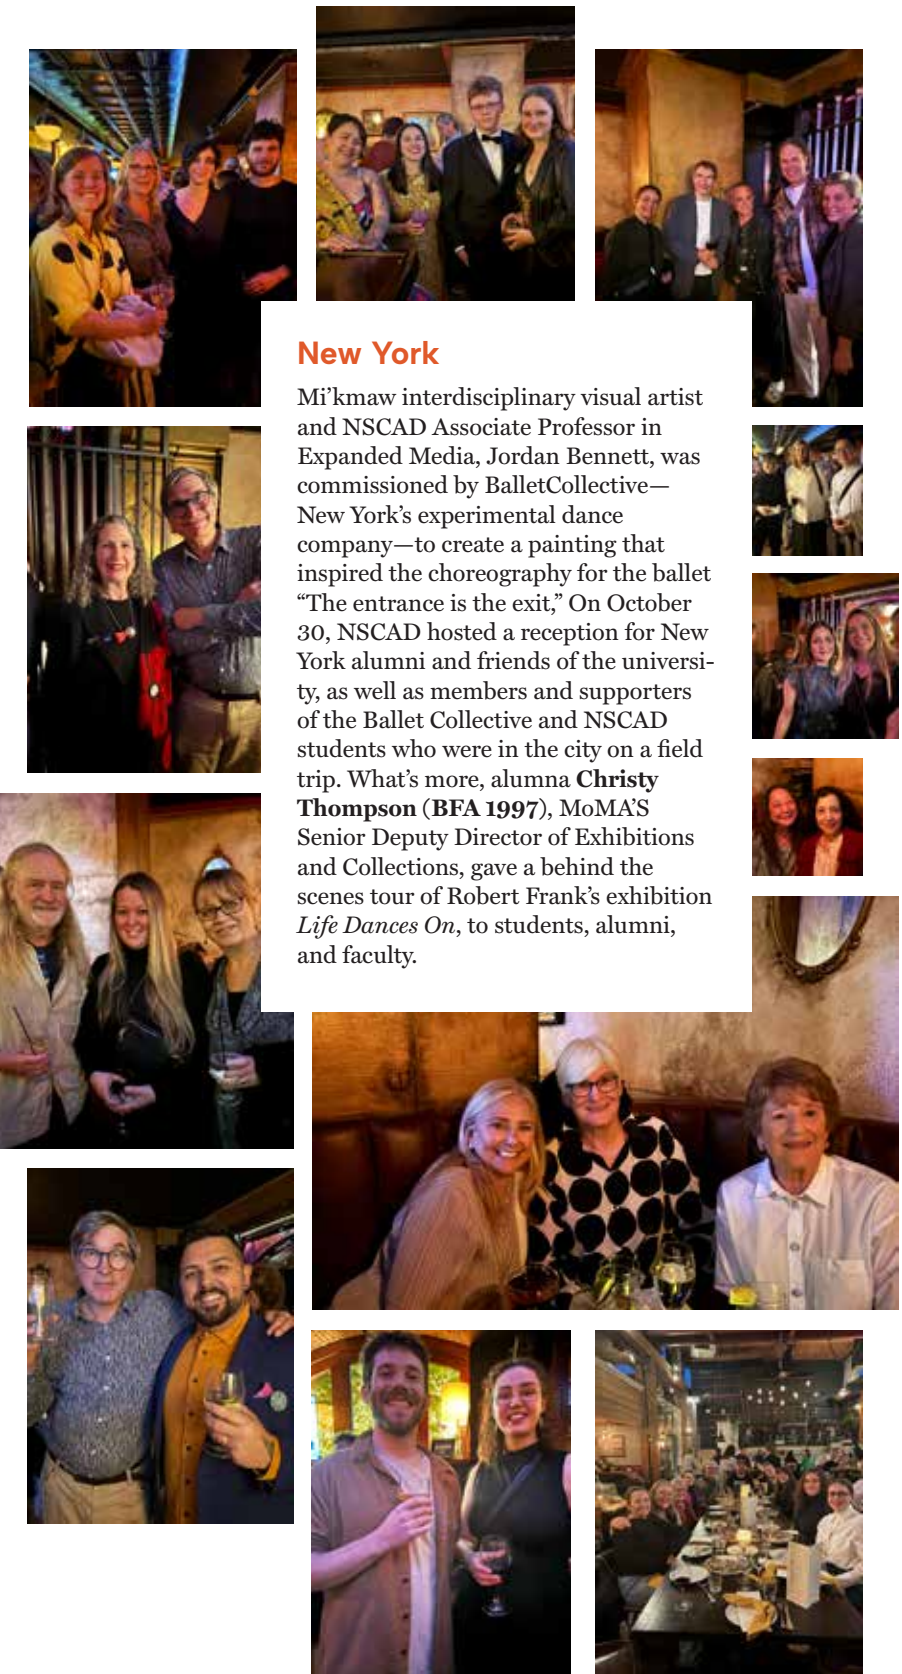 New York
Mi’kmaw interdisciplinary visual artist
and NSCAD Associate Professor in
Expanded Media, Jordan Bennett, was
commissioned by BalletCollective—
New York’s experimental dance
company—to create a painting that
inspired the choreography for the ballet
“The entrance is the exit,” On October
30, NSCAD hosted a reception for New
York alumni and friends of the universi-
ty, as well as members and supporters
of the Ballet Collective and NSCAD
students who were in the city on a field
trip. What’s more, alumna Christy
Thompson (BFA 1997), MoMA’S
Senior Deputy Director of Exhibitions
and Collections, gave a behind the
scenes tour of Robert Frank’s exhibition
Life Dances On, to students, alumni,
and faculty.